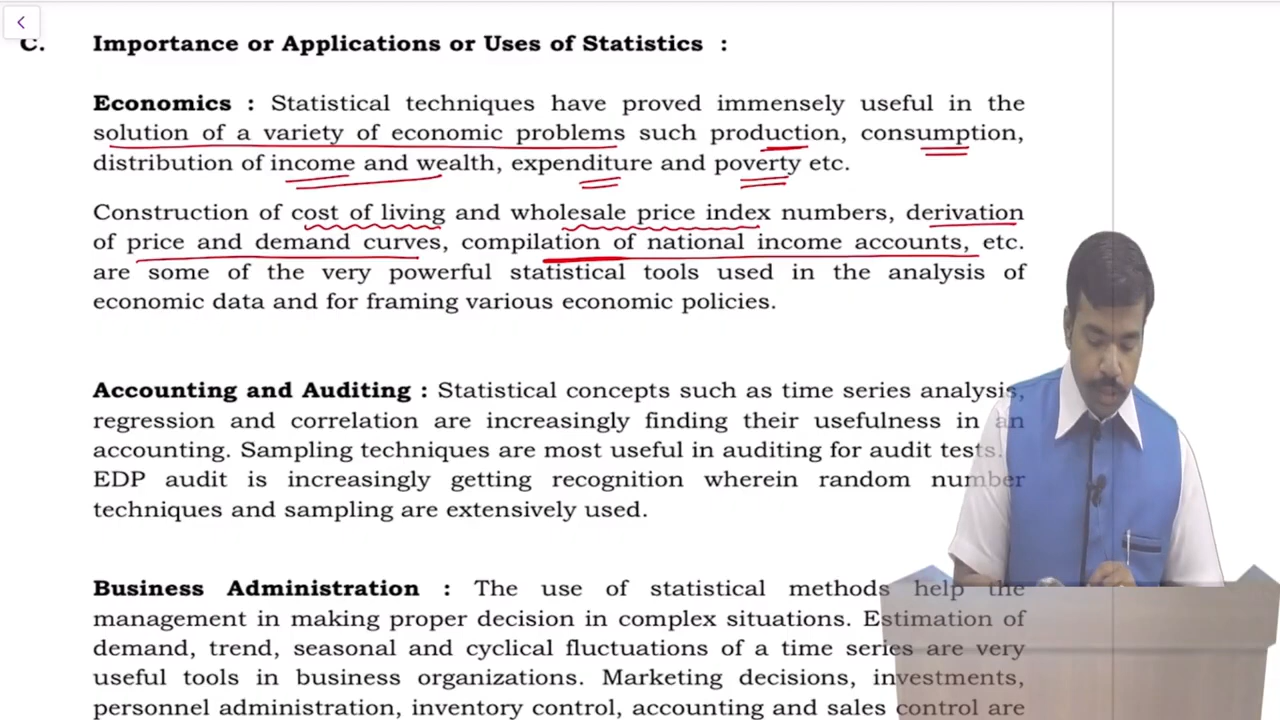 C. Importance or Applications or Uses of Statistics :
Economics : Statistical techniques have proved immensely useful in the
solution of a variety of economic problems such production, consumption,
distribution of income and wealth, expenditure and poverty etc.
Construction of cost of living and wholesale price index numbers, derivation
of price and demand curves, compilation of national income accounts, etc.
are some of the very powerful statistical tools used in the analysis of
economic data and for framing various economic policies.
Accounting and Auditing : Statistical concepts such as time series analysis,
regression and correlation are increasingly finding their usefulness in an
accounting. Sampling techniques are most useful in auditing for audit tests.
EDP audit is increasingly getting recognition wherein random number
techniques and sampling are extensively used.
Business Administration : The use of statistical methods help the
management in making proper decision in complex situations. Estimation of
demand, trend, seasonal and cyclical fluctuations of a time series are very
useful tools in business organizations. Marketing decisions, investments,
personnel administration, inventory control, accounting and sales control are